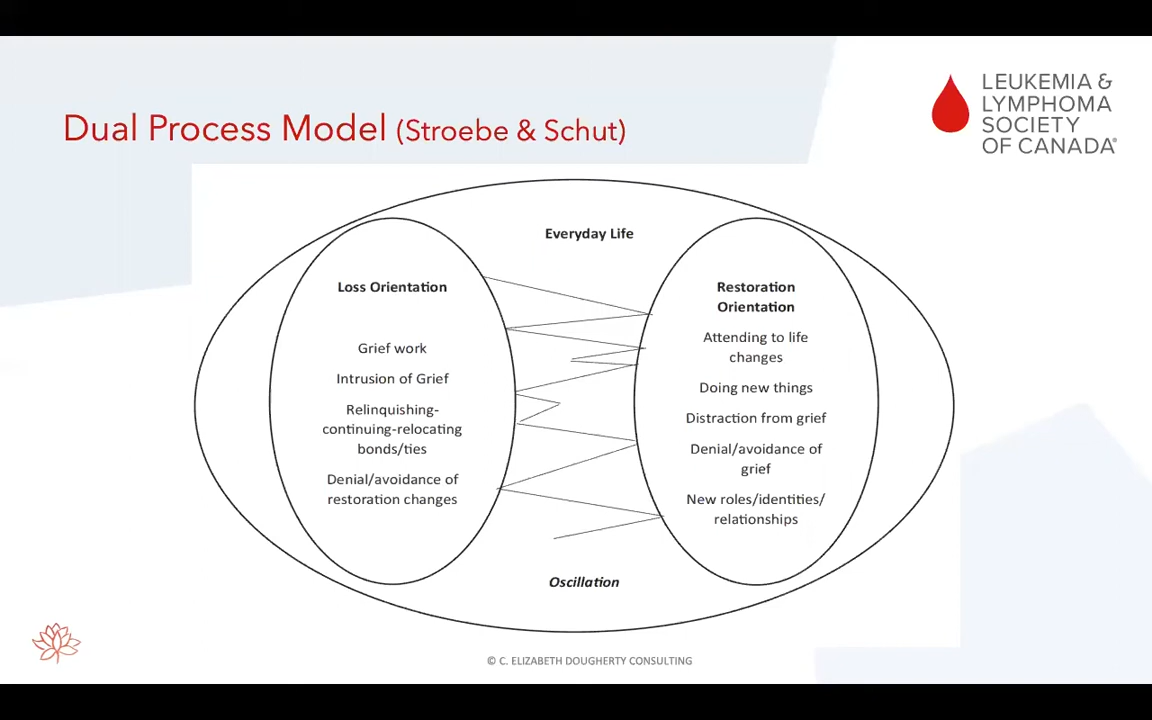 Dual Process Model (Stroebe & Schut)
LEUKEMIA &
LYMPHOMA
SOCIETY
OF CANADA®
Everyday Life
Loss Orientation
Grief work
Intrusion of Grief
Relinquishing-
continuing-relocating
bonds/ties
Denial/avoidance of
restoration changes
Restoration
Orientation
Attending to life
changes
Doing new things
Distraction from grief
Denial/avoidance of
grief
New roles/identities/
relationships
Oscillation
© C. ELIZABETH DOUGHERTY CONSULTING